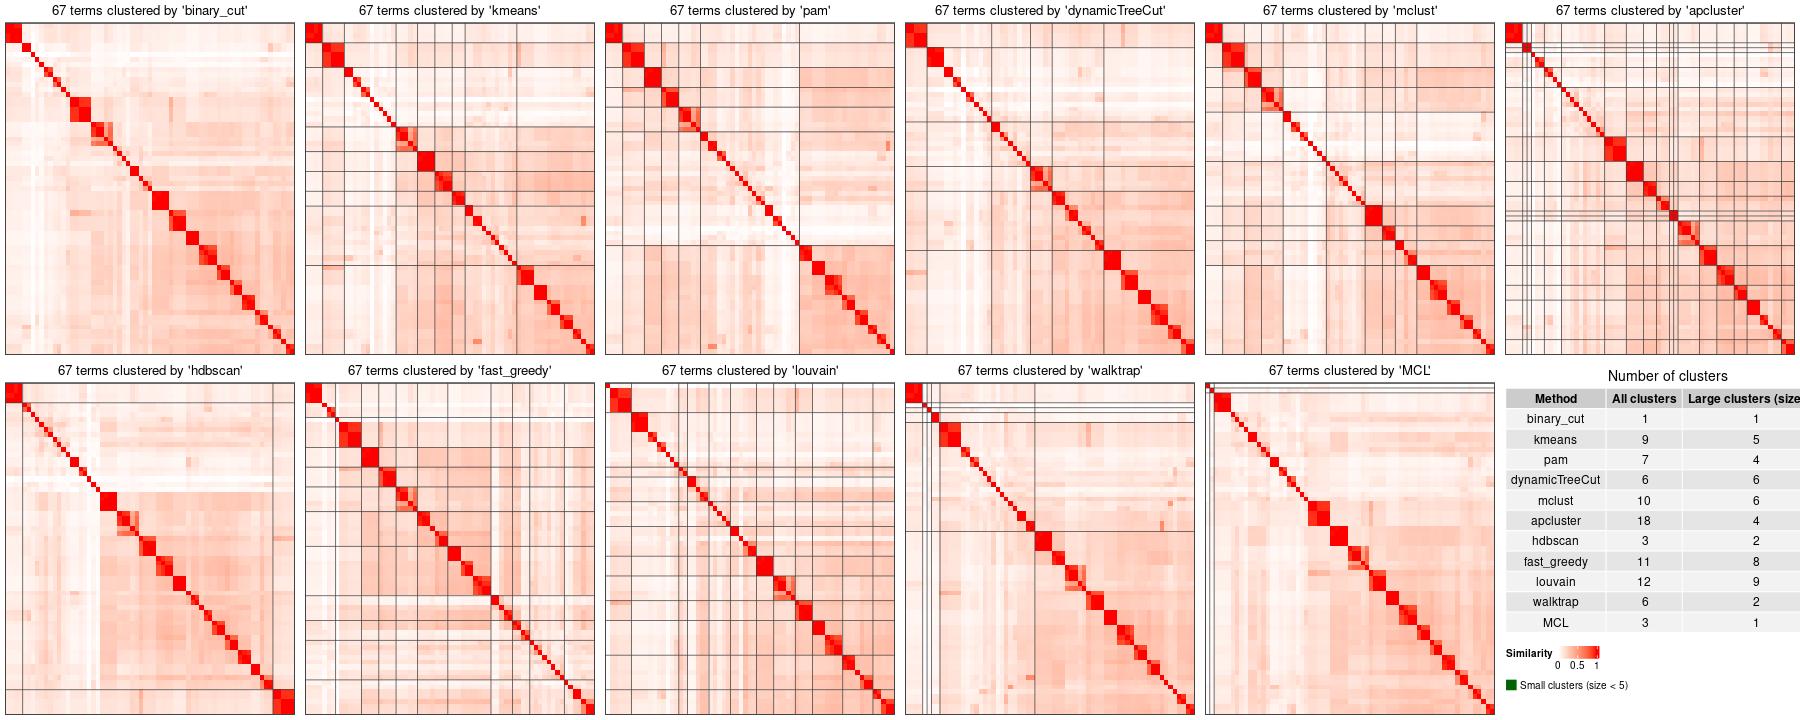 67 terms clustered by 'binary_cut'
67 terms clustered by 'kmeans'
67 terms clustered by 'pam'
67 terms clustered by 'dynamicTreeCut'
67 terms clustered by 'mclust'
67 terms clustered by 'apcluster'
67 terms clustered by 'hdbscan'
67 terms clustered by 'fast_greedy'
67 terms clustered by 'louvain'
67 terms clustered by 'walktrap'
67 terms clustered by 'MCL'
Number of clusters
Method All clusters Large clusters (size
binary_cut 1 1
kmeans 9 5
pam 7 4
dynamicTreeCut 6 6
mclust 10 6
apcluster 18 4
hdbscan 3 2
fast_greedy 11 8
louvain 12 9
walktrap 6 2
MCL 3 1
Similarity
0 0.5 1
Small clusters (size < 5)